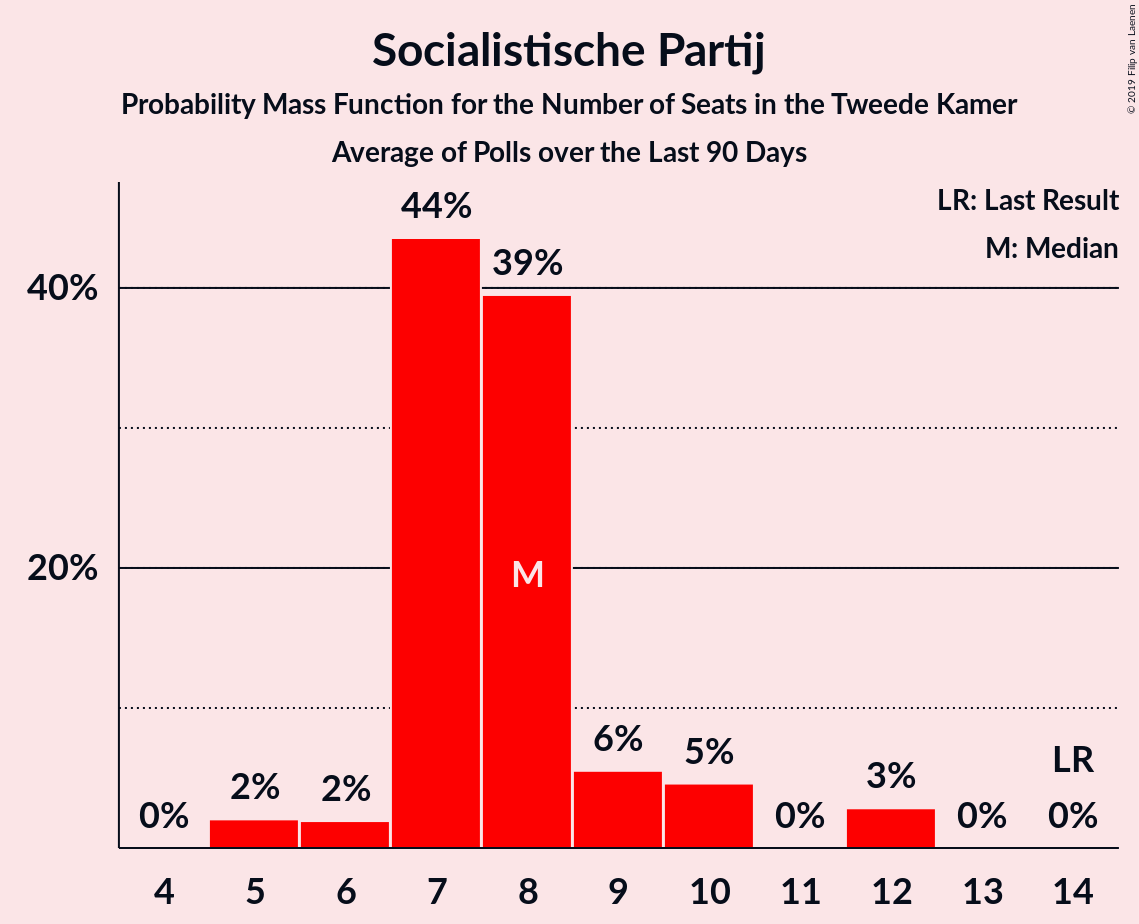 Socialistische Partij
Probability Mass Function for the Number of Seats in the Tweede Kamer
Average of Polls over the Last 90 Days
© 2019 Filip van Laenen
LR: Last Result
M: Median
44%
39%
40%
20%
M
6%
5%
3%
LR
2%
2%
0%
0%
0%
0%
4 5 6 7 8 9 10 11 12 13 14